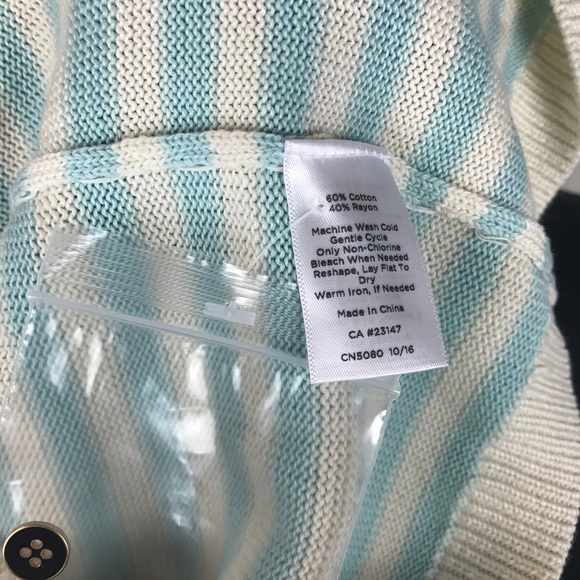 60% Cotton
40% Rayon
Machine Wash Cold
Gentle Cycle
Only Non-Chlorine
Bleach When Needed
Reshape, Lay Flat To
Dry
Warm Iron, If Needed
Made In China
CA #23147
CN5080 10/16